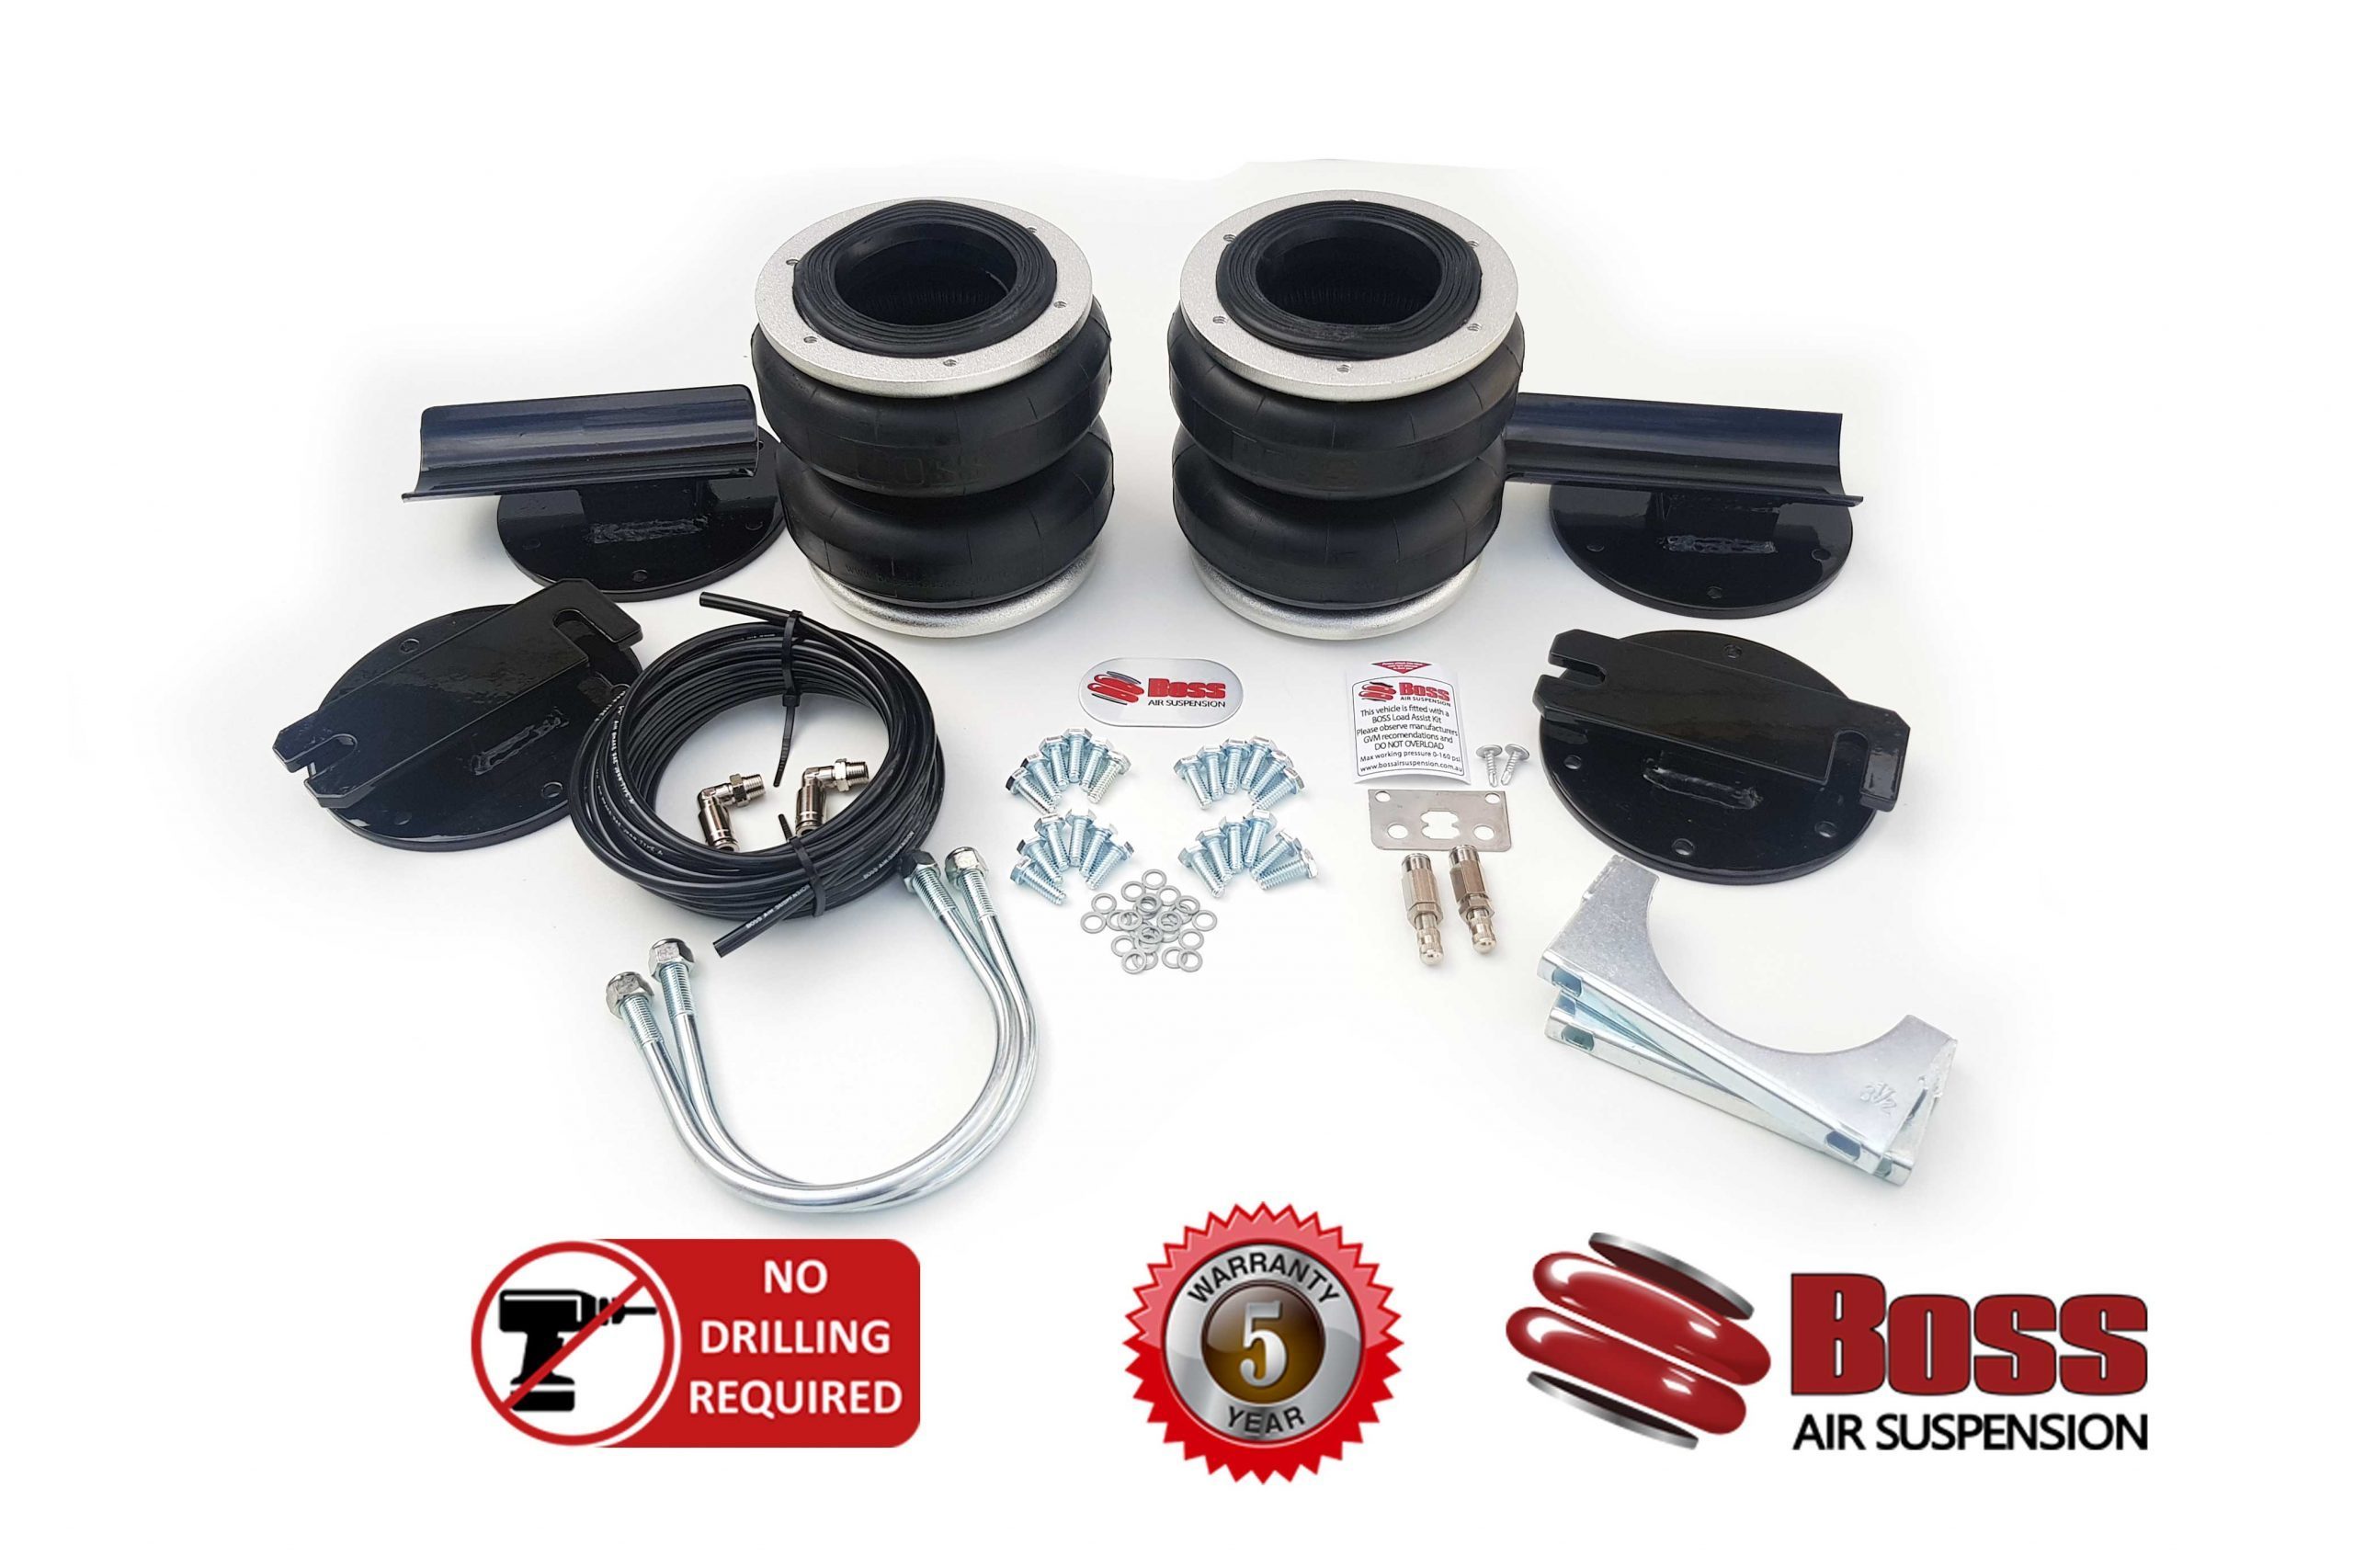 Boss
AIR SUSPENSION
Boss
AIR SUSPENSION
This vehicle is fitted with a
BOSS Load Assist Kit
Please observe manufacturers
GVM recomendations and
DO NOT OVERLOAD
Max working pressure 0-160 psi
www.bossairsuspension.com.au
NO
DRILLING
REQUIRED
WARRANTY
5
YEAR
Boss
AIR SUSPENSION